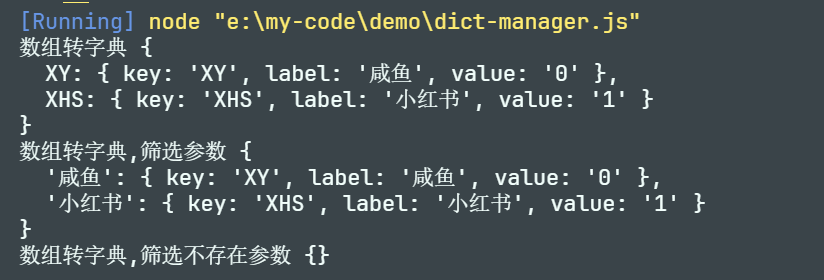 [Running] node "e:\my-code\demo\dict-manager.js"
数组转字典 {
  XY: { key: 'XY', label: '咸鱼', value: '0' },
  XHS: { key: 'XHS', label: '小红书', value: '1' }
}
数组转字典,筛选参数 {
  '咸鱼': { key: 'XY', label: '咸鱼', value: '0' },
  '小红书': { key: 'XHS', label: '小红书', value: '1' }
}
数组转字典,筛选不存在参数 {}